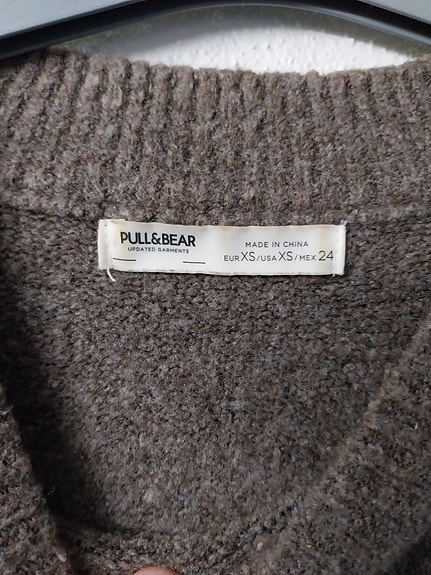 PULL&BEAR
UPDATED GARMENTS
MADE IN CHINA
EUR XS/USA XS/MEX 24